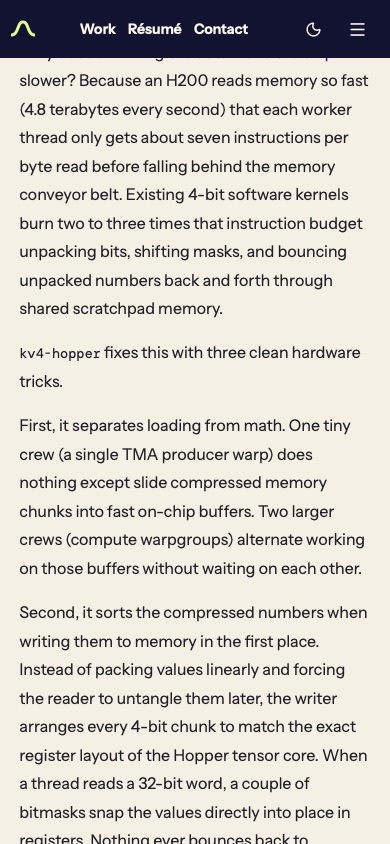 Work Résumé Contact
slower? Because an H200 reads memory so fast
(4.8 terabytes every second) that each worker
thread only gets about seven instructions per
byte read before falling behind the memory
conveyor belt. Existing 4-bit software kernels
burn two to three times that instruction budget
unpacking bits, shifting masks, and bouncing
unpacked numbers back and forth through
shared scratchpad memory.
kv4-hopper fixes this with three clean hardware
tricks.
First, it separates loading from math. One tiny
crew (a single TMA producer warp) does
nothing except slide compressed memory
chunks into fast on-chip buffers. Two larger
crews (compute warpgroups) alternate working
on those buffers without waiting on each other.
Second, it sorts the compressed numbers when
writing them to memory in the first place.
Instead of packing values linearly and forcing
the reader to untangle them later, the writer
arranges every 4-bit chunk to match the exact
register layout of the Hopper tensor core. When
a thread reads a 32-bit word, a couple of
bitmasks snap the values directly into place in
registers. Nothing ever bounces back to